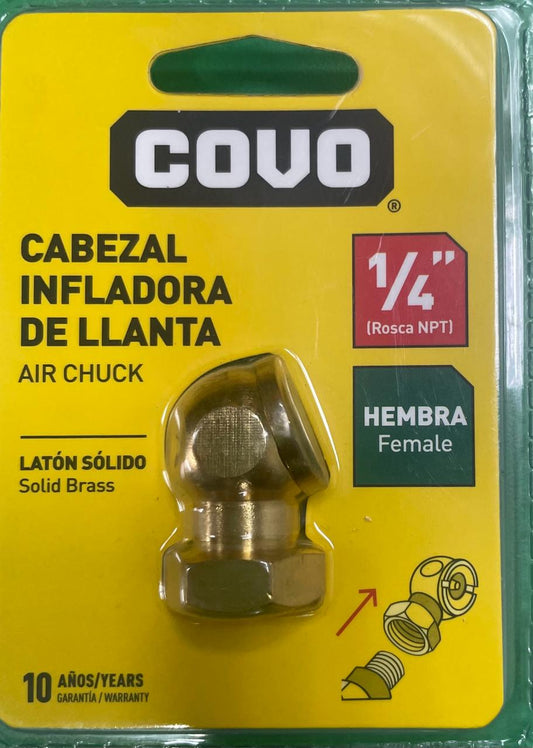 COVO
®
CABEZAL
INFLADORA
DE LLANTA
AIR CHUCK
1/4”
(Rosca NPT)
HEMBRA
Female
LATÓN SÓLIDO
Solid Brass
10 AÑOS/YEARS
GARANTÍA / WARRANTY